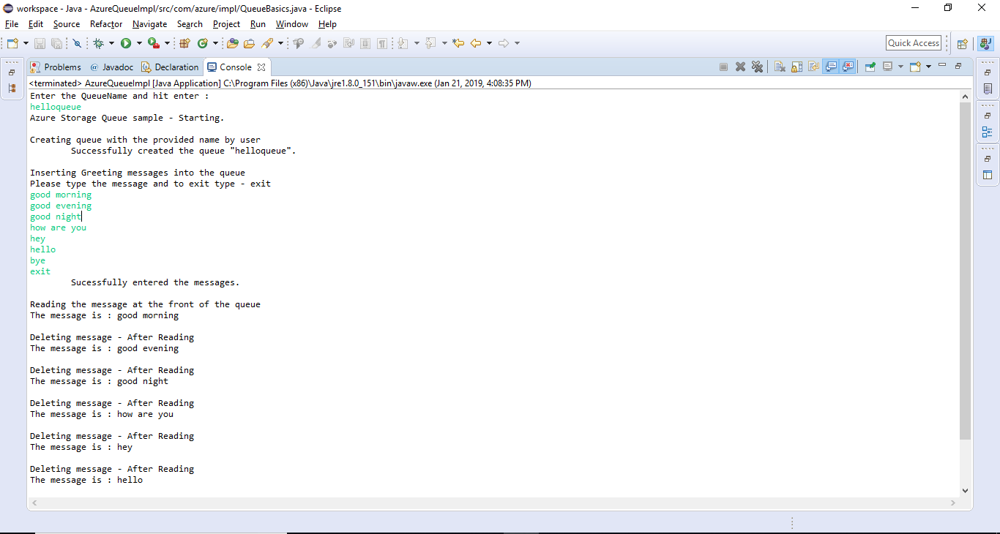 workspace - Java - AzureQueueImpl/src/com/azure/impl/QueueBasics.java - Eclipse
File Edit Source Refactor Navigate Search Project Run Window Help
Quick Access
Problems @ Javadoc Declaration Console
<terminated> AzureQueueImpl [Java Application] C:\Program Files (x86)\Java\jre1.8.0_151\bin\javaw.exe (Jan 21, 2019, 4:08:35 PM)
Enter the QueueName and hit enter :
helloqueue
Azure Storage Queue sample - Starting.
Creating queue with the provided name by user
Successfully created the queue "helloqueue".
Inserting Greeting messages into the queue
Please type the message and to exit type - exit
good morning
good evening
good night
how are you
hey
hello
bye
exit
Sucessfully entered the messages.
Reading the message at the front of the queue
The message is : good morning
Deleting message - After Reading
The message is : good evening
Deleting message - After Reading
The message is : good night
Deleting message - After Reading
The message is : how are you
Deleting message - After Reading
The message is : hey
Deleting message - After Reading
The message is : hello